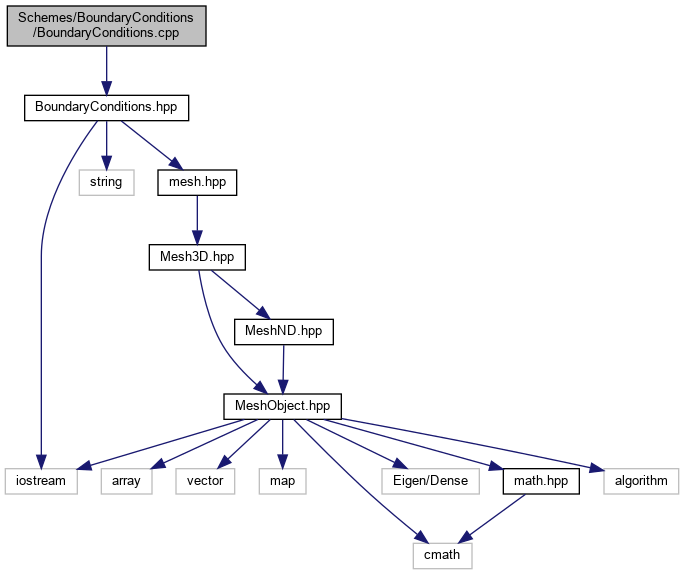 Schemes/BoundaryConditions
/BoundaryConditions.cpp
BoundaryConditions.hpp
string
mesh.hpp
Mesh3D.hpp
MeshND.hpp
MeshObject.hpp
iostream
array
vector
map
Eigen/Dense
math.hpp
algorithm
cmath